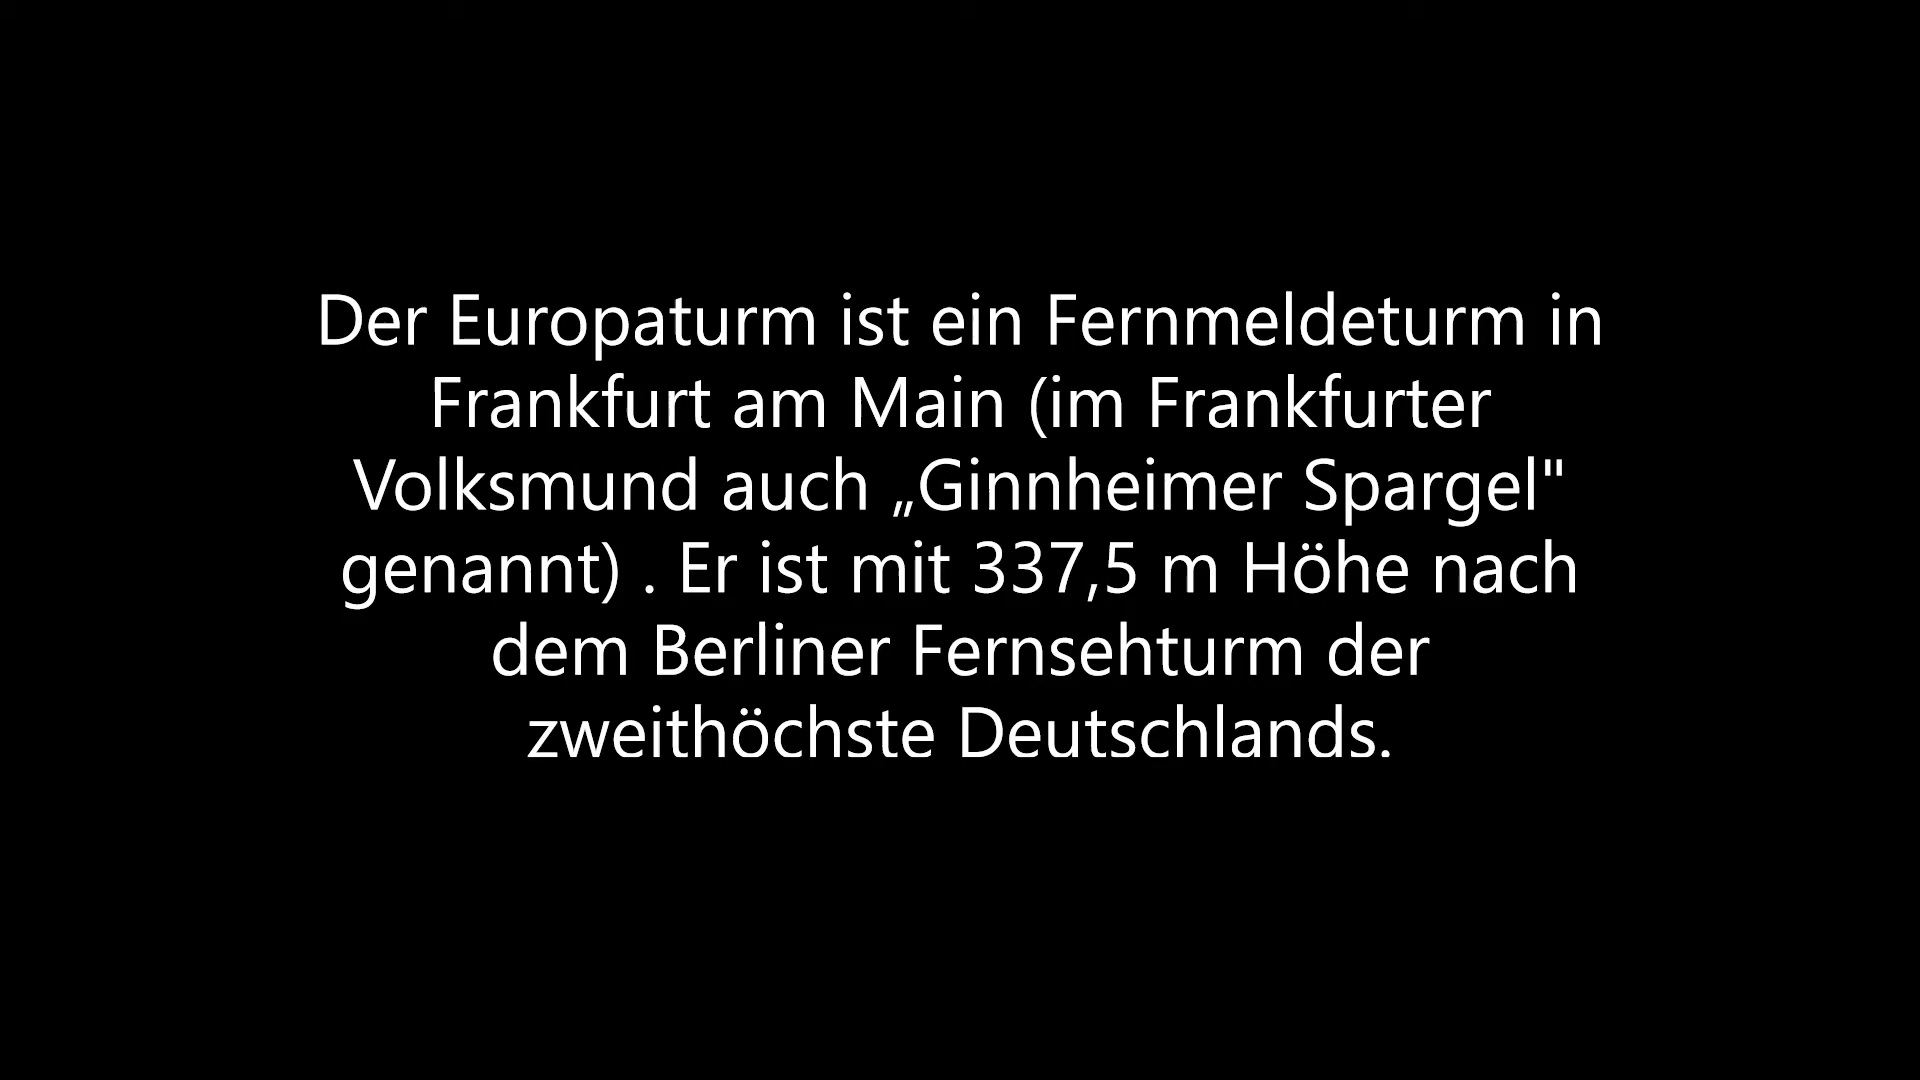 Der Europaturm ist ein Fernmeldeturm in
Frankfurt am Main (im Frankfurter
Volksmund auch „Ginnheimer Spargel"
genannt) . Er ist mit 337,5 m Höhe nach
dem Berliner Fernsehturm der
zweithöchste Deutschlands.